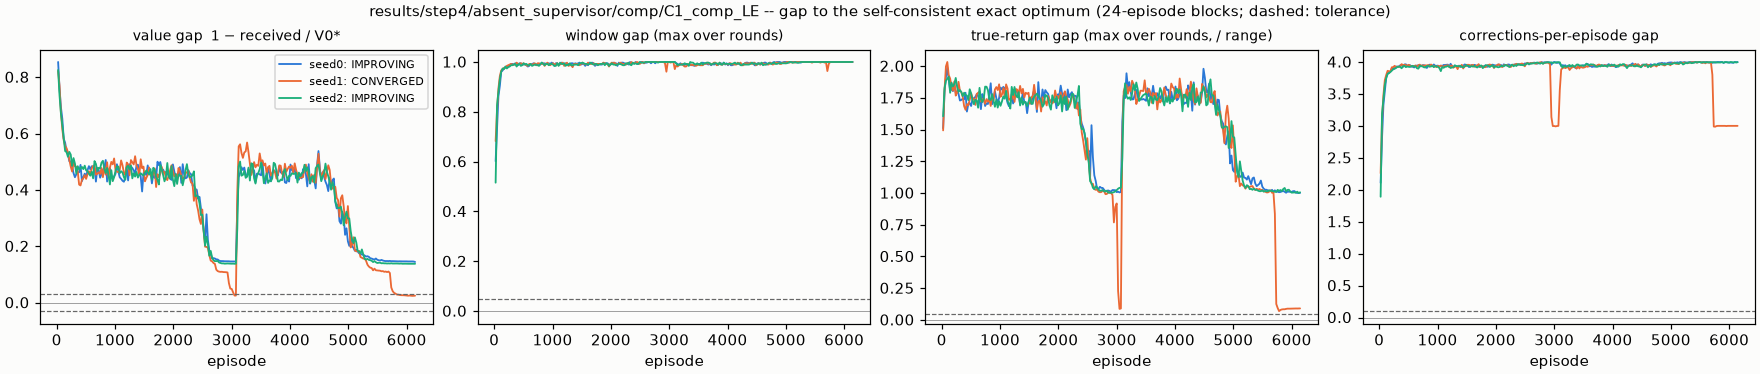 results/step4/absent_supervisor/comp/C1_comp_LE -- gap to the self-consistent exact optimum (24-episode blocks; dashed: tolerance)
value gap 1 − received / V0*
0.8
0.6
0.4
0.2
0.0
0 1000 2000 3000 4000 5000 6000
episode
seed0: IMPROVING
seed1: CONVERGED
seed2: IMPROVING
window gap (max over rounds)
1.0
0.8
0.6
0.4
0.2
0.0
0 1000 2000 3000 4000 5000 6000
episode
true-return gap (max over rounds, / range)
2.00
1.75
1.50
1.25
1.00
0.75
0.50
0.25
0.00
0 1000 2000 3000 4000 5000 6000
episode
corrections-per-episode gap
4.0
3.5
3.0
2.5
2.0
1.5
1.0
0.5
0.0
0 1000 2000 3000 4000 5000 6000
episode